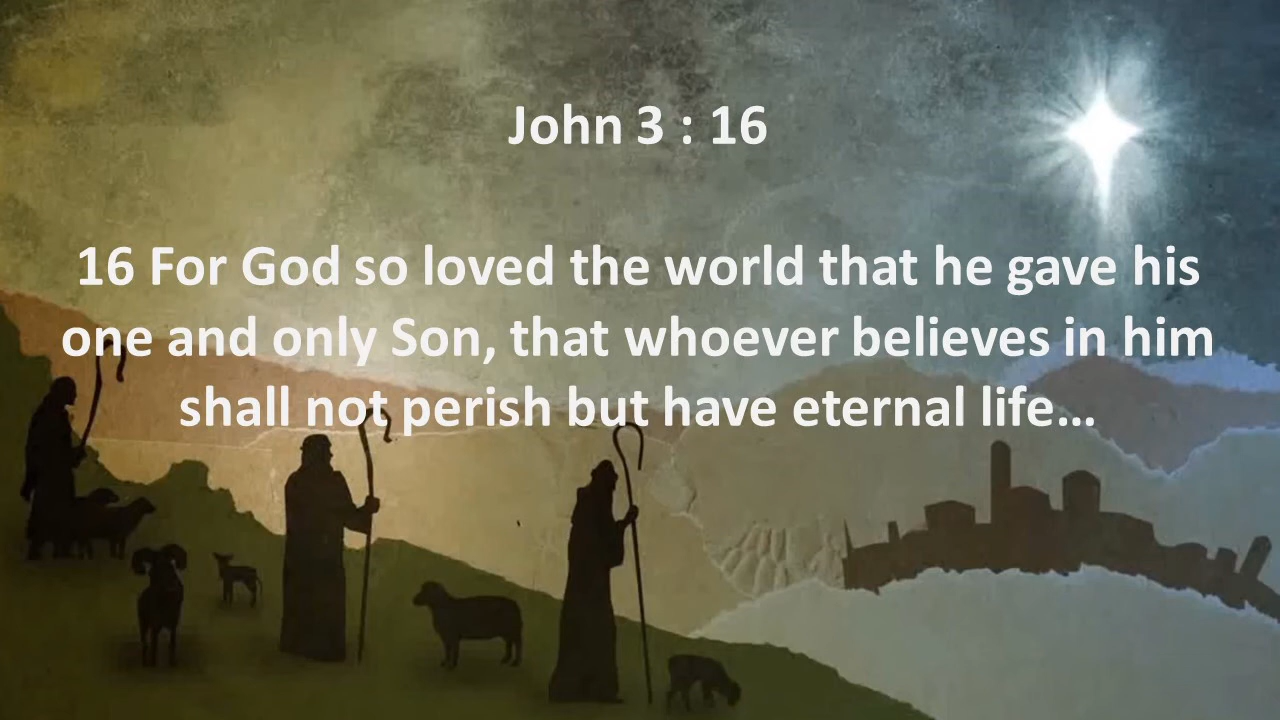 John 3 : 16
16 For God so loved the world that he gave his
one and only Son, that whoever believes in him
shall not perish but have eternal life…